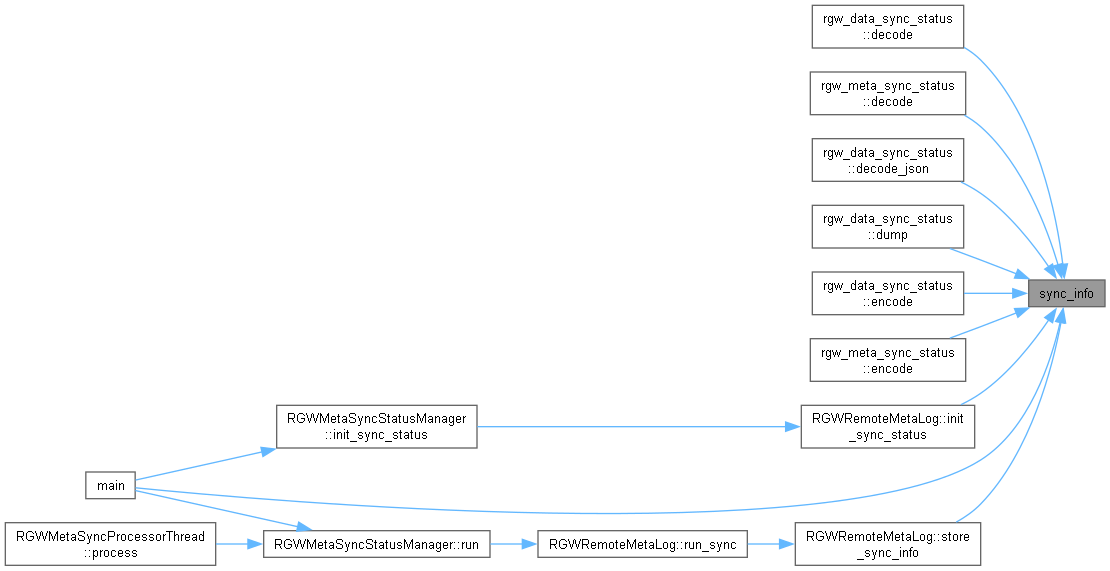 rgw_data_sync_status
::decode
rgw_meta_sync_status
::decode
rgw_data_sync_status
::decode_json
rgw_data_sync_status
::dump
rgw_data_sync_status
::encode
sync_info
rgw_meta_sync_status
::encode
RGWMetaSyncStatusManager
::init_sync_status
RGWRemoteMetaLog::init
_sync_status
main
RGWMetaSyncProcessorThread
::process
RGWMetaSyncStatusManager::run
RGWRemoteMetaLog::run_sync
RGWRemoteMetaLog::store
_sync_info